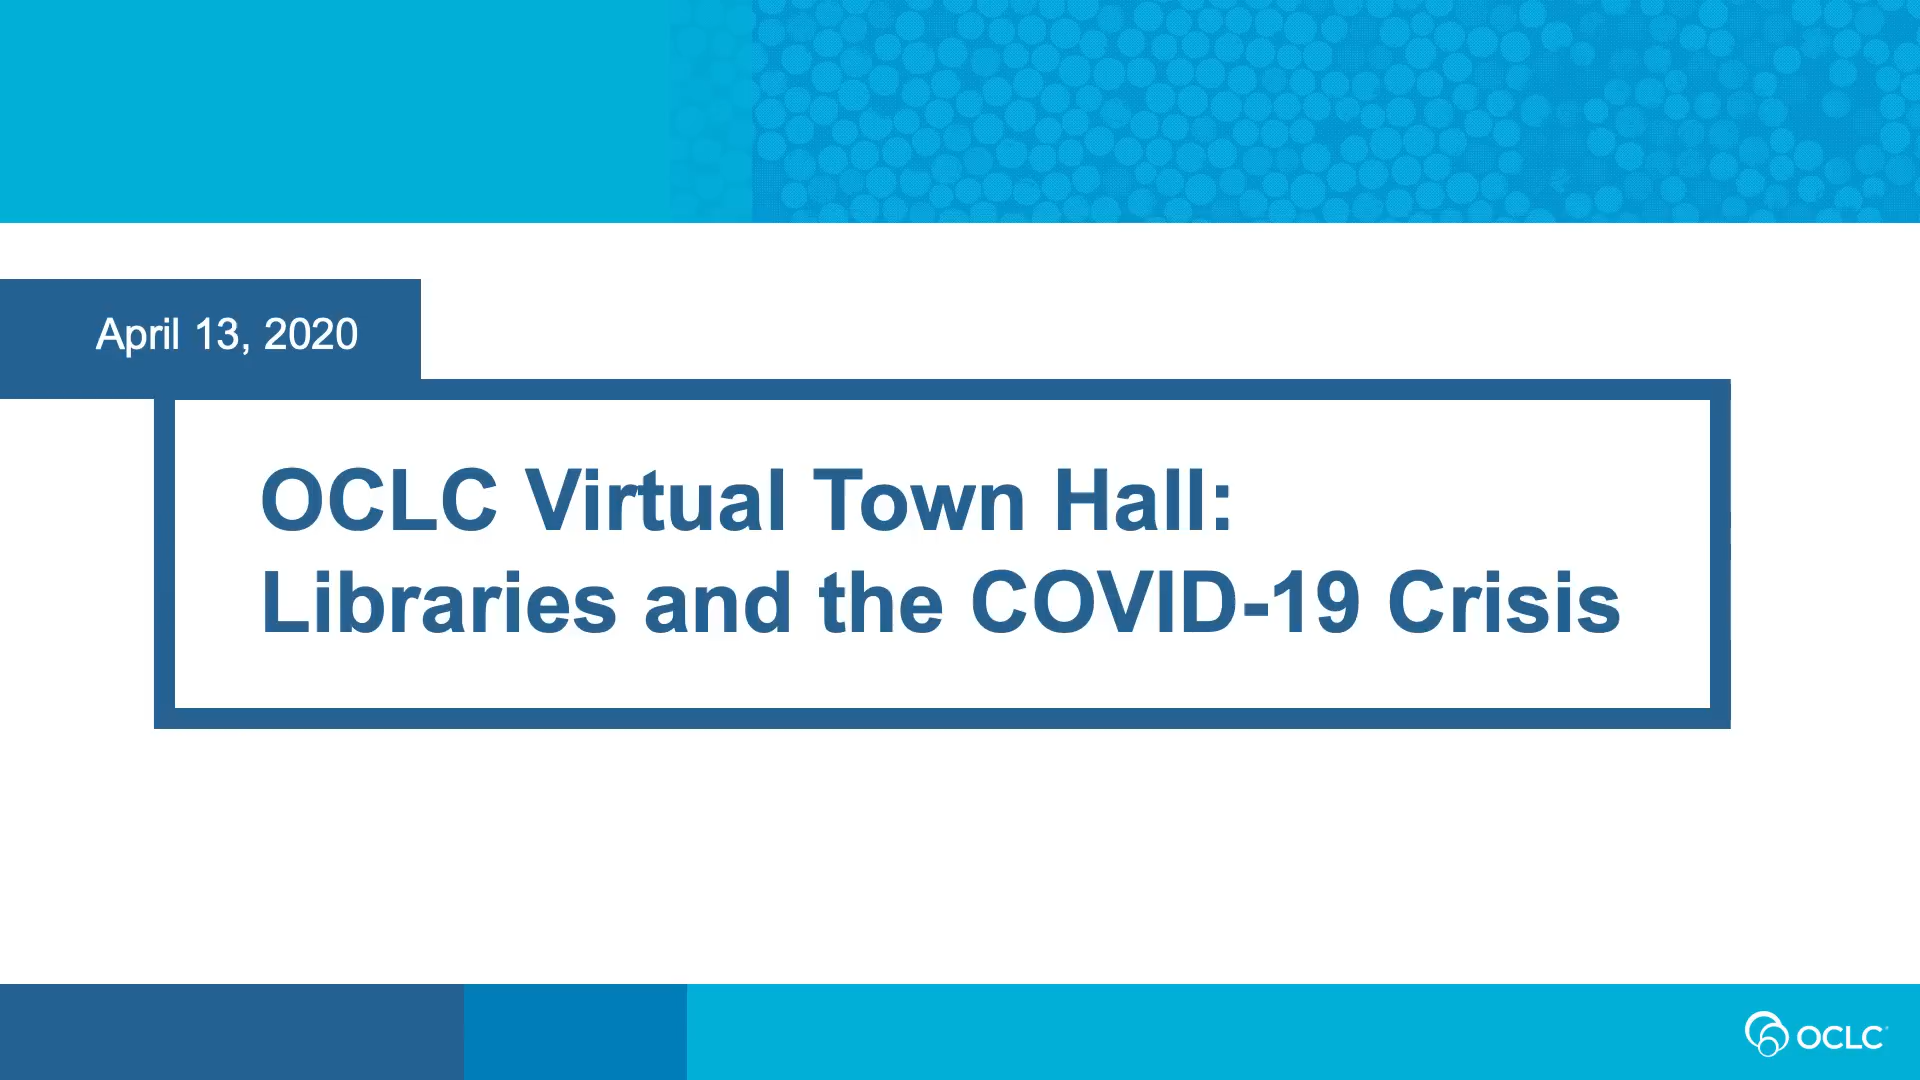 April 13, 2020
OCLC Virtual Town Hall:
Libraries and the COVID-19 Crisis
OCLC